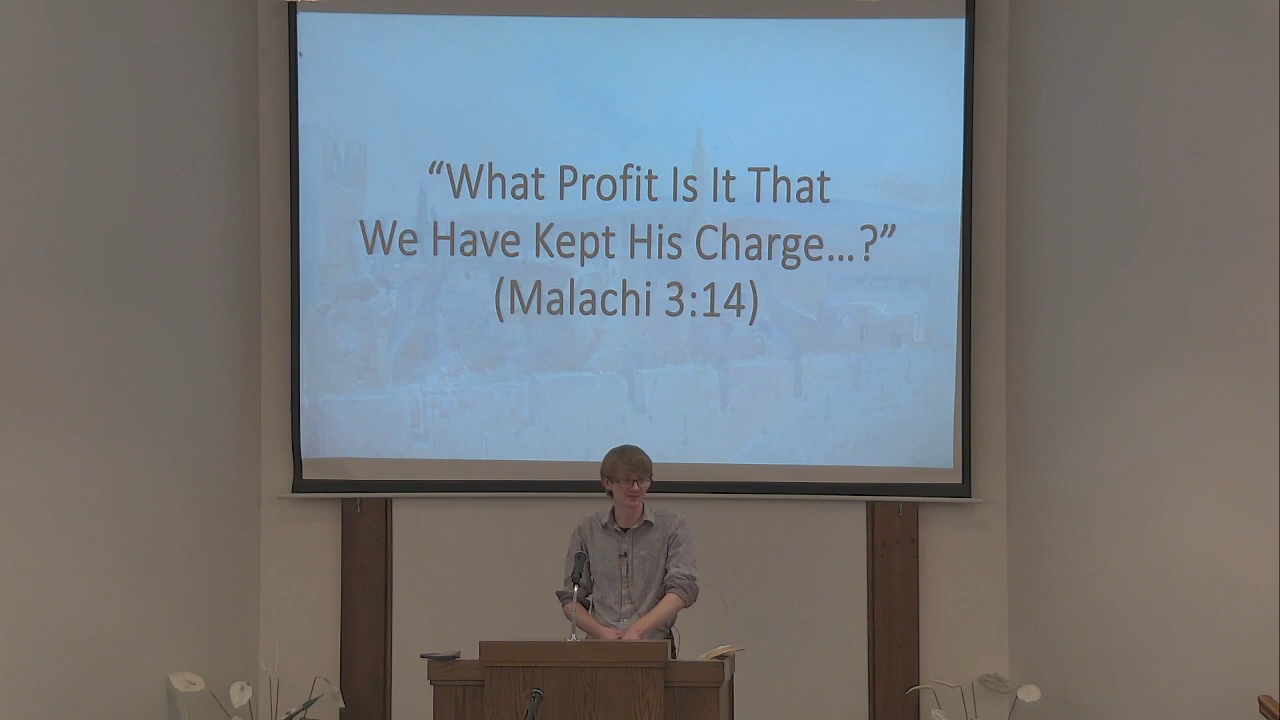 “What Profit Is It That
We Have Kept His Charge…?”
(Malachi 3:14)